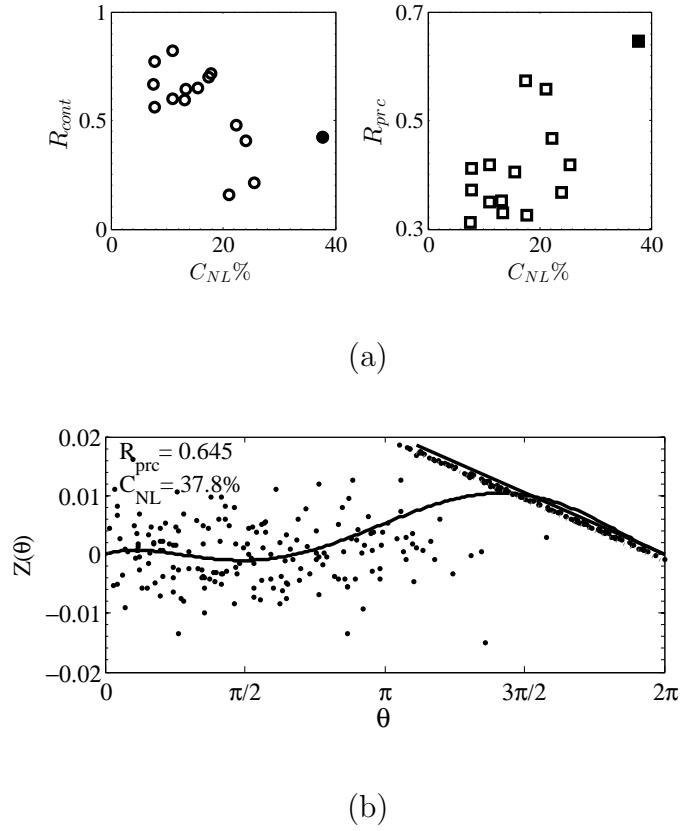 1
0.5
0
R_cont
0 20 40
C_NL%
0.7
0.5
0.3
R_prc
0 20 40
C_NL%
(a)
0.02
0.01
0
−0.01
−0.02
Z(θ)
R_prc = 0.645
C_NL = 37.8%
0 π/2 π 3π/2 2π
θ
(b)